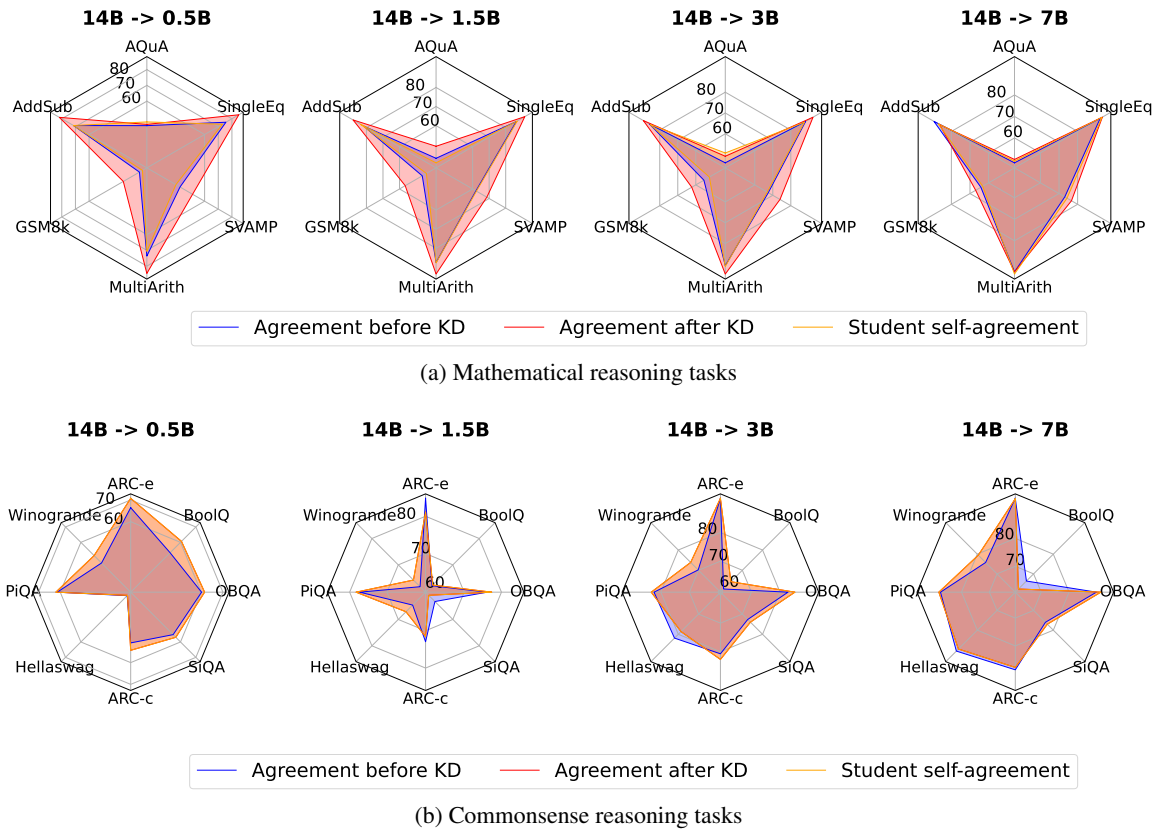 14B -> 0.5B
14B -> 1.5B
14B -> 3B
14B -> 7B
AQuA
80
70
60
AddSub
SingleEq
GSM8k
SVAMP
MultiArith
AQuA
80
70
60
AddSub
SingleEq
GSM8k
SVAMP
MultiArith
AQuA
80
70
60
AddSub
SingleEq
GSM8k
SVAMP
MultiArith
AQuA
80
70
60
AddSub
SingleEq
GSM8k
SVAMP
MultiArith
Agreement before KD
Agreement after KD
Student self-agreement
(a) Mathematical reasoning tasks
14B -> 0.5B
14B -> 1.5B
14B -> 3B
14B -> 7B
ARC-e
70
60
Winogrande
BoolQ
PiQA
OBQA
Hellaswag
SiQA
ARC-c
ARC-e
80
70
60
Winogrande
BoolQ
PiQA
OBQA
Hellaswag
SiQA
ARC-c
ARC-e
80
70
60
Winogrande
BoolQ
PiQA
OBQA
Hellaswag
SiQA
ARC-c
ARC-e
80
70
Winogrande
BoolQ
PiQA
OBQA
Hellaswag
SiQA
ARC-c
Agreement before KD
Agreement after KD
Student self-agreement
(b) Commonsense reasoning tasks